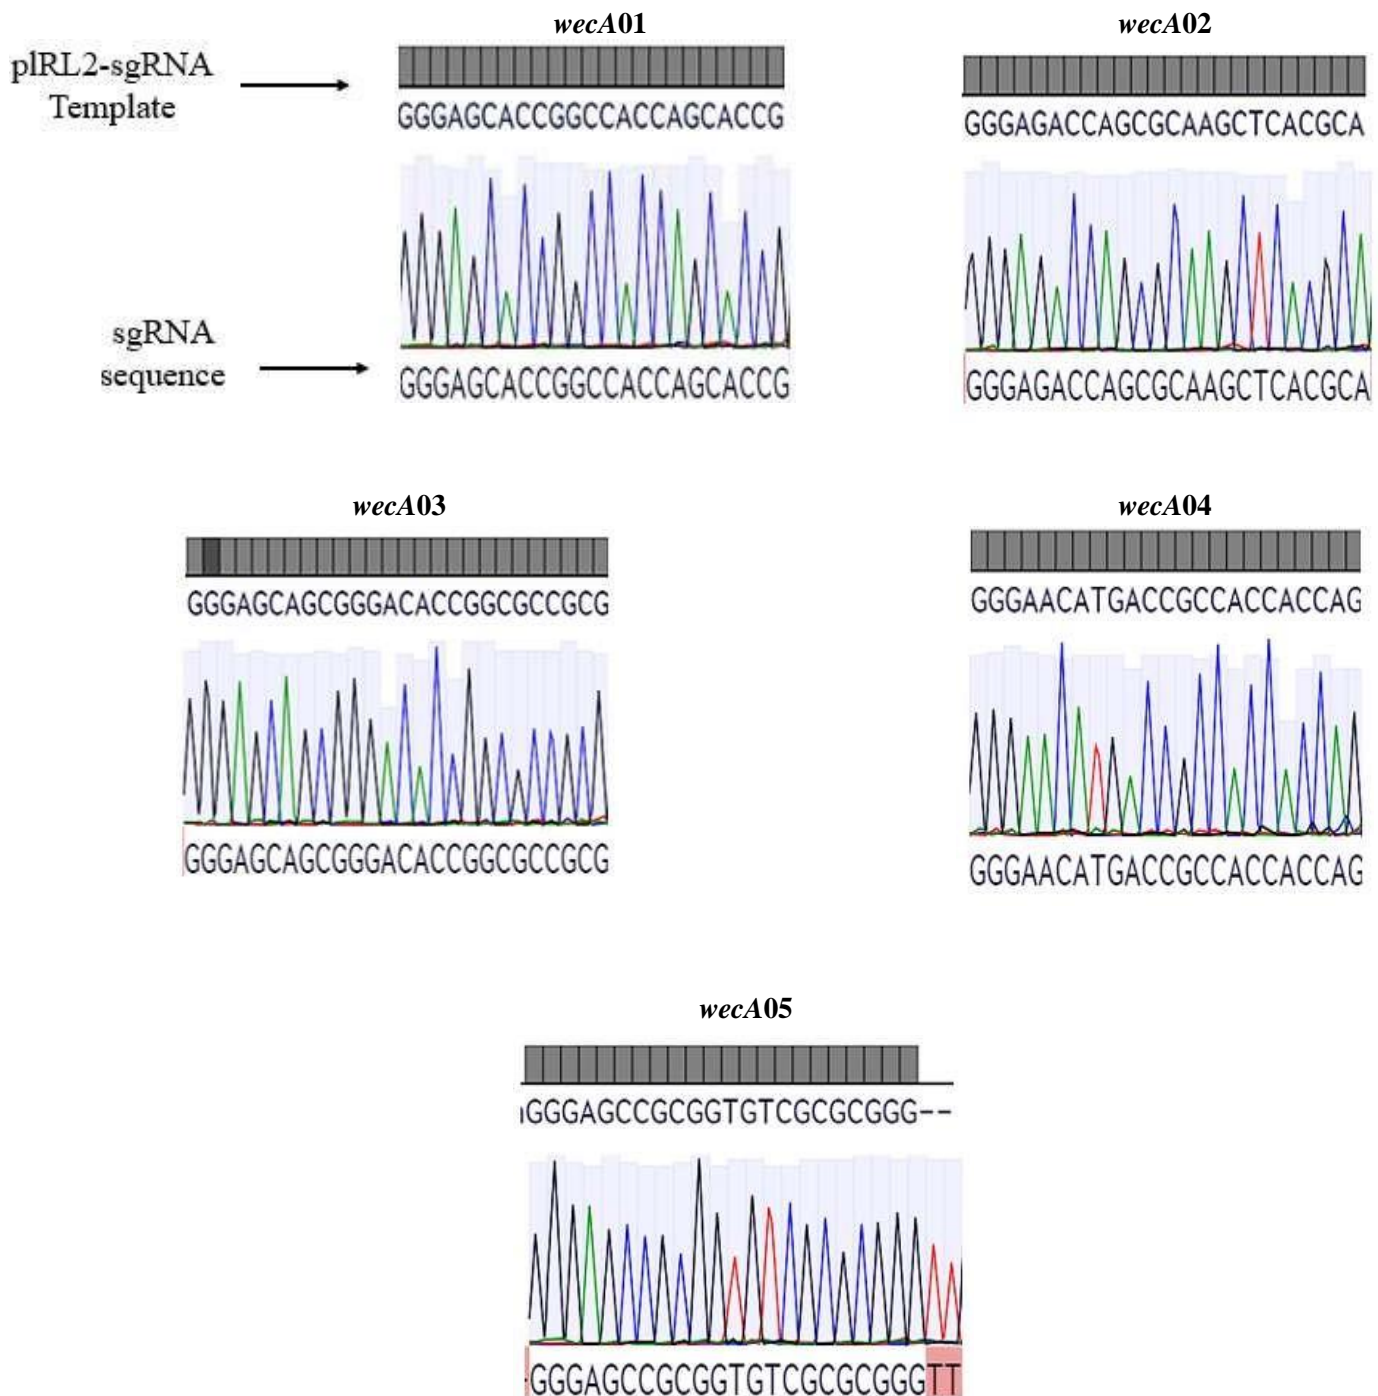 wecA01
wecA02
plRL2-sgRNA
Template
GGGAGCACCGGCCACCAGCACCG
GGGAGACCAGCGCAAGCTCACGCA
sgRNA
sequence
GGGAGCACCGGCCACCAGCACCG
GGGAGACCAGCGCAAGCTCACGCA
wecA03
wecA04
GGGAGCAGCGGGACACCGGCGCCGCG
GGGAACATGACCGCCACCACCAG
GGGAGCAGCGGGACACCGGCGCCGCG
GGGAACATGACCGCCACCACCAG
wecA05
GGGAGCCGCGGTGTCGCGCGGG--
-GGGAGCCGCGGTGTCGCGCGGGTT